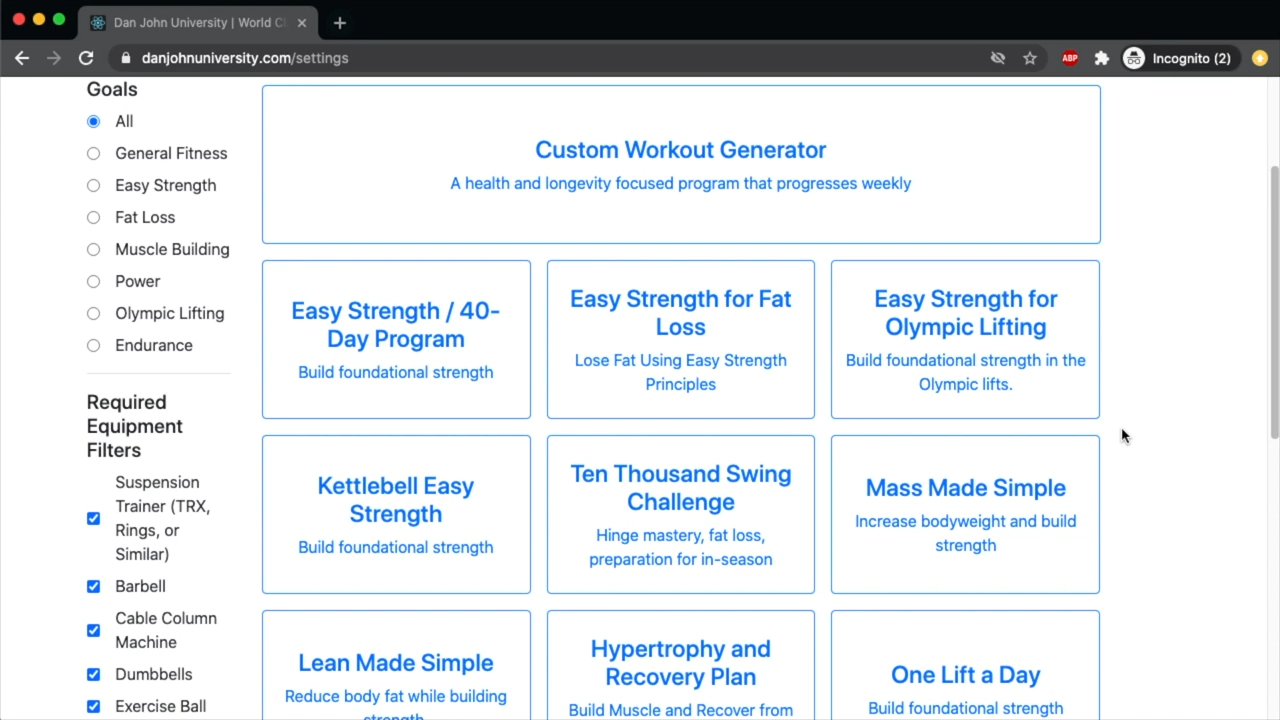 Dan John University | World Cl
danjohnuniversity.com/settings
ABP
Incognito (2)
Goals
All
General Fitness
Easy Strength
Fat Loss
Muscle Building
Power
Olympic Lifting
Endurance
Required
Equipment
Filters
Suspension
Trainer (TRX,
Rings, or
Similar)
Barbell
Cable Column
Machine
Dumbbells
Exercise Ball
Custom Workout Generator
A health and longevity focused program that progresses weekly
Easy Strength / 40-
Day Program
Build foundational strength
Easy Strength for Fat
Loss
Lose Fat Using Easy Strength
Principles
Easy Strength for
Olympic Lifting
Build foundational strength in the
Olympic lifts.
Kettlebell Easy
Strength
Build foundational strength
Ten Thousand Swing
Challenge
Hinge mastery, fat loss,
preparation for in-season
Mass Made Simple
Increase bodyweight and build
strength
Lean Made Simple
Reduce body fat while building
strength
Hypertrophy and
Recovery Plan
Build Muscle and Recover from
One Lift a Day
Build foundational strength